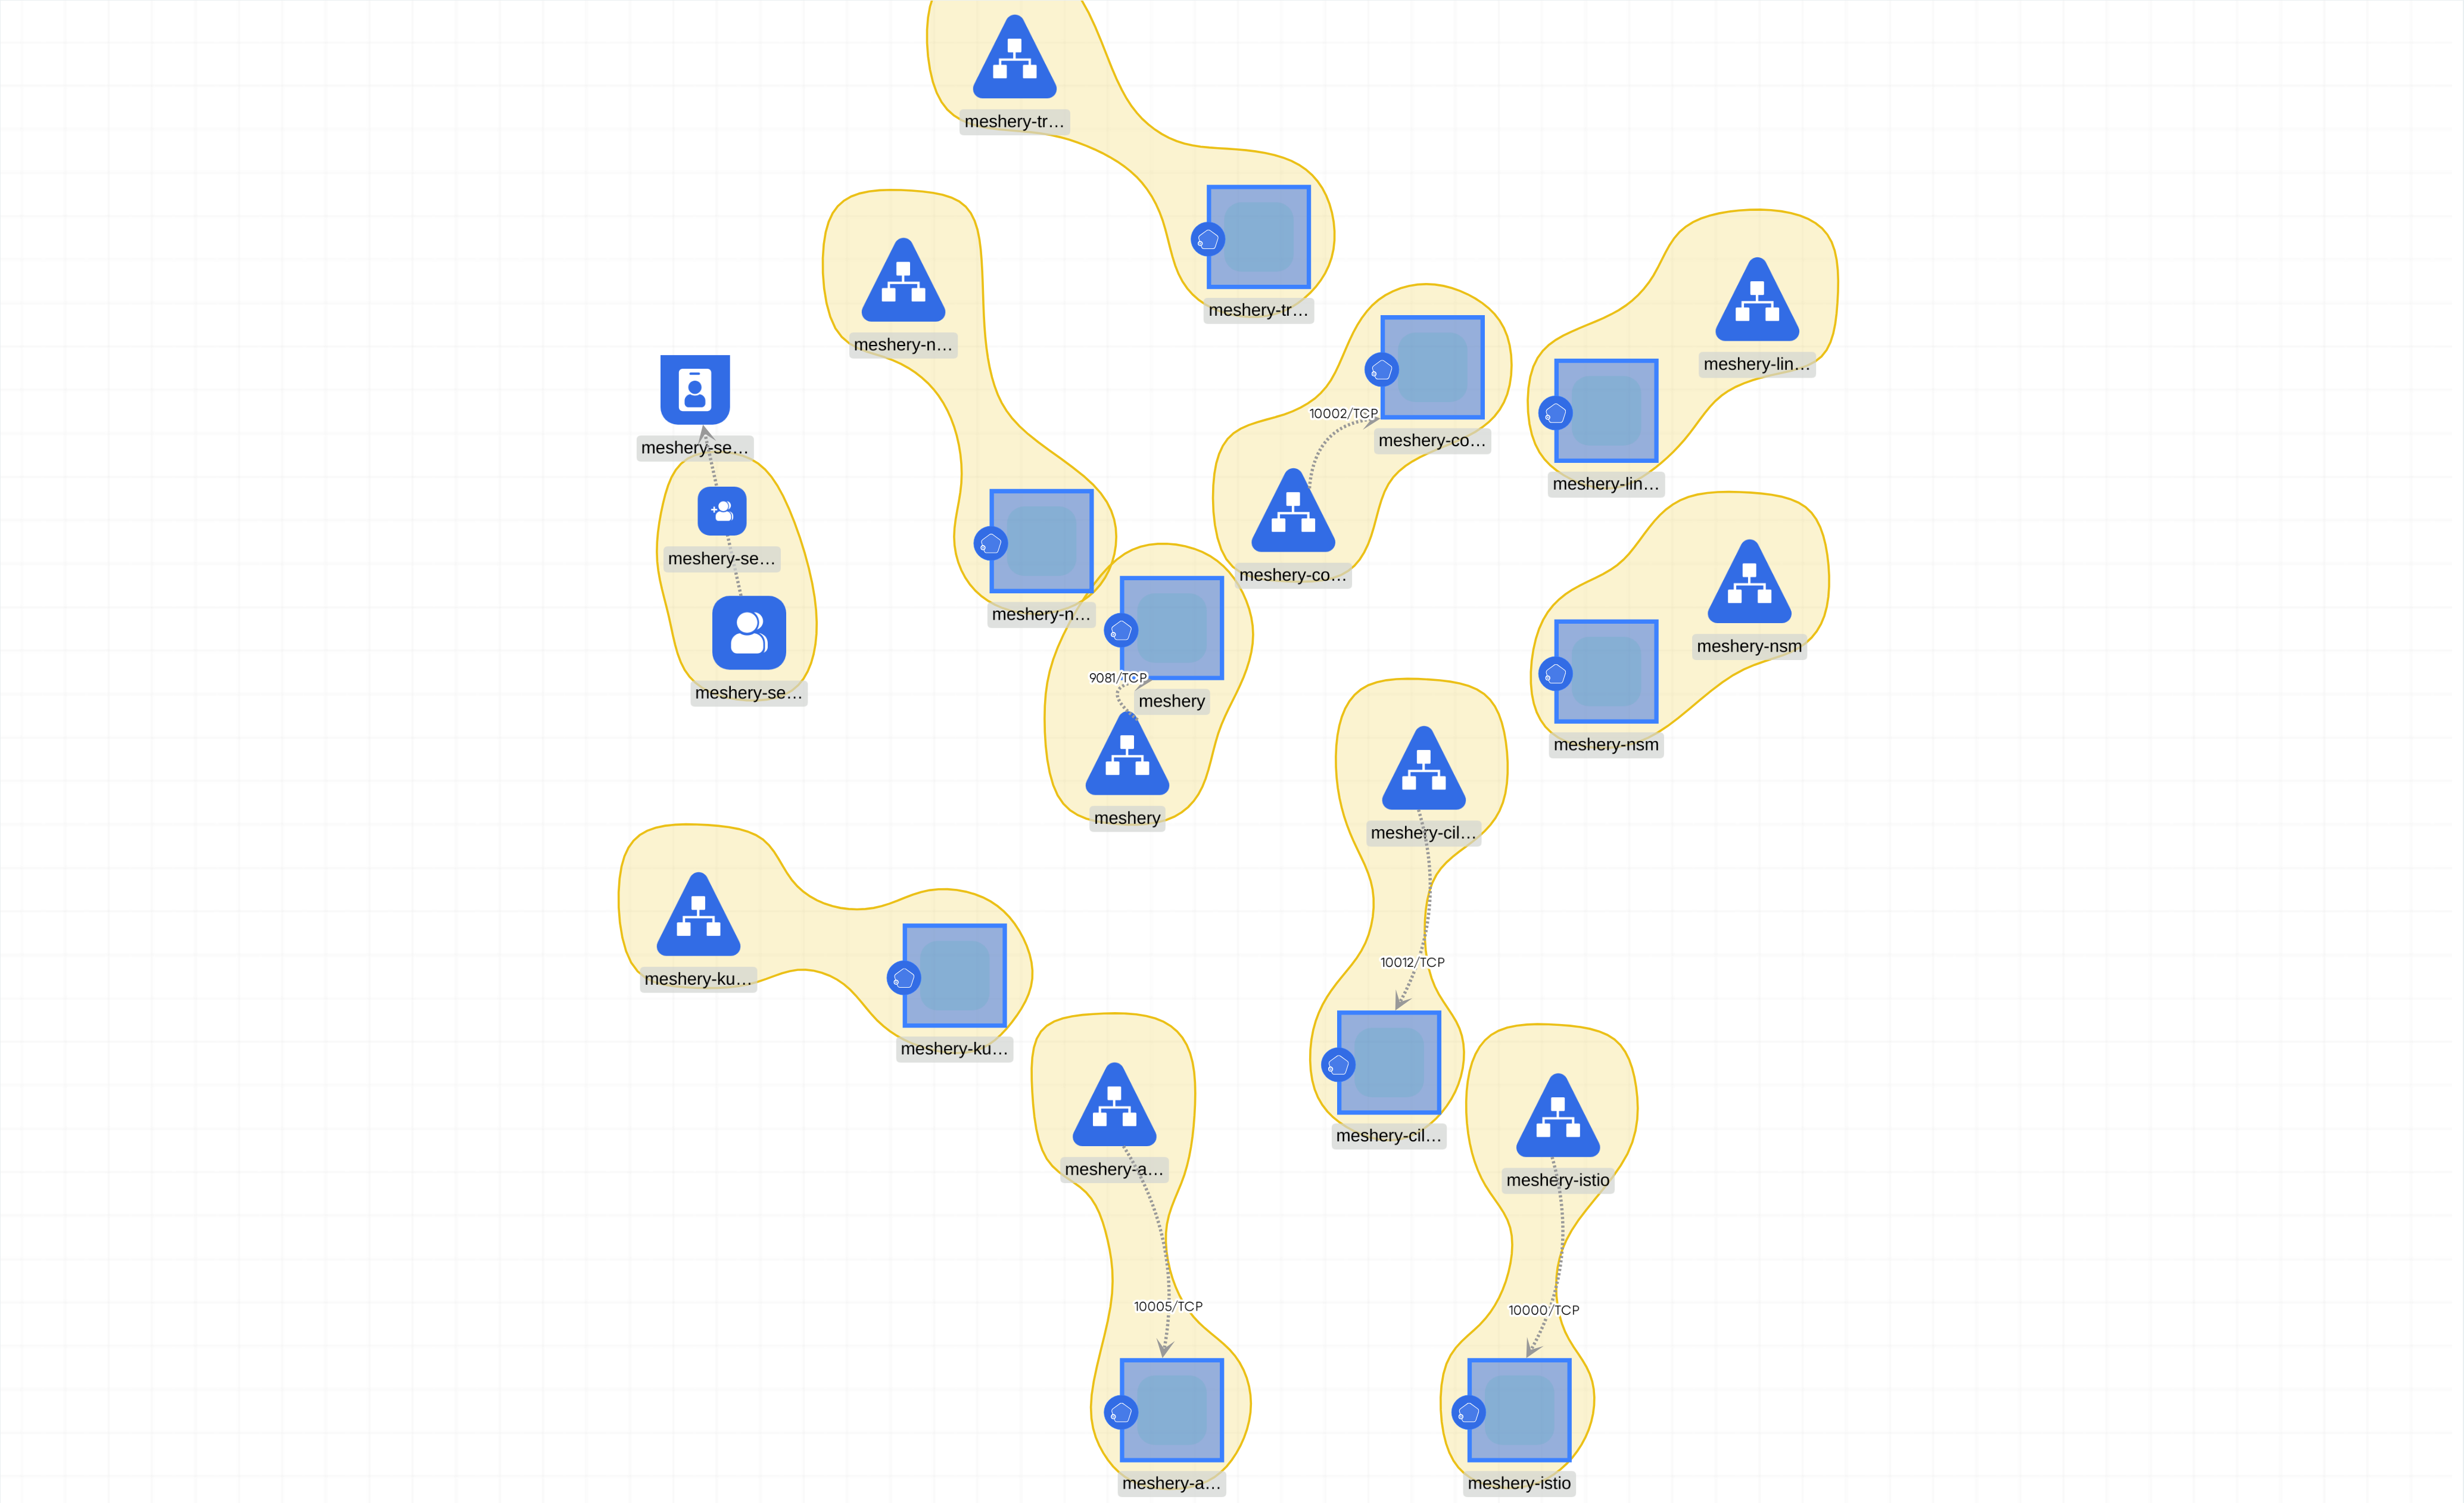 meshery-tr…
meshery-tr…
meshery-n…
meshery-lin…
10002/TCP
meshery-co…
meshery-se…
meshery-lin…
meshery-se…
meshery-co…
meshery-n…
meshery-nsm
9081/TCP
meshery-se…
meshery
meshery-nsm
meshery
meshery-cil…
10012/TCP
meshery-ku…
meshery-ku…
meshery-cil…
meshery-a…
meshery-istio
10005/TCP
10000/TCP
meshery-a…
meshery-istio